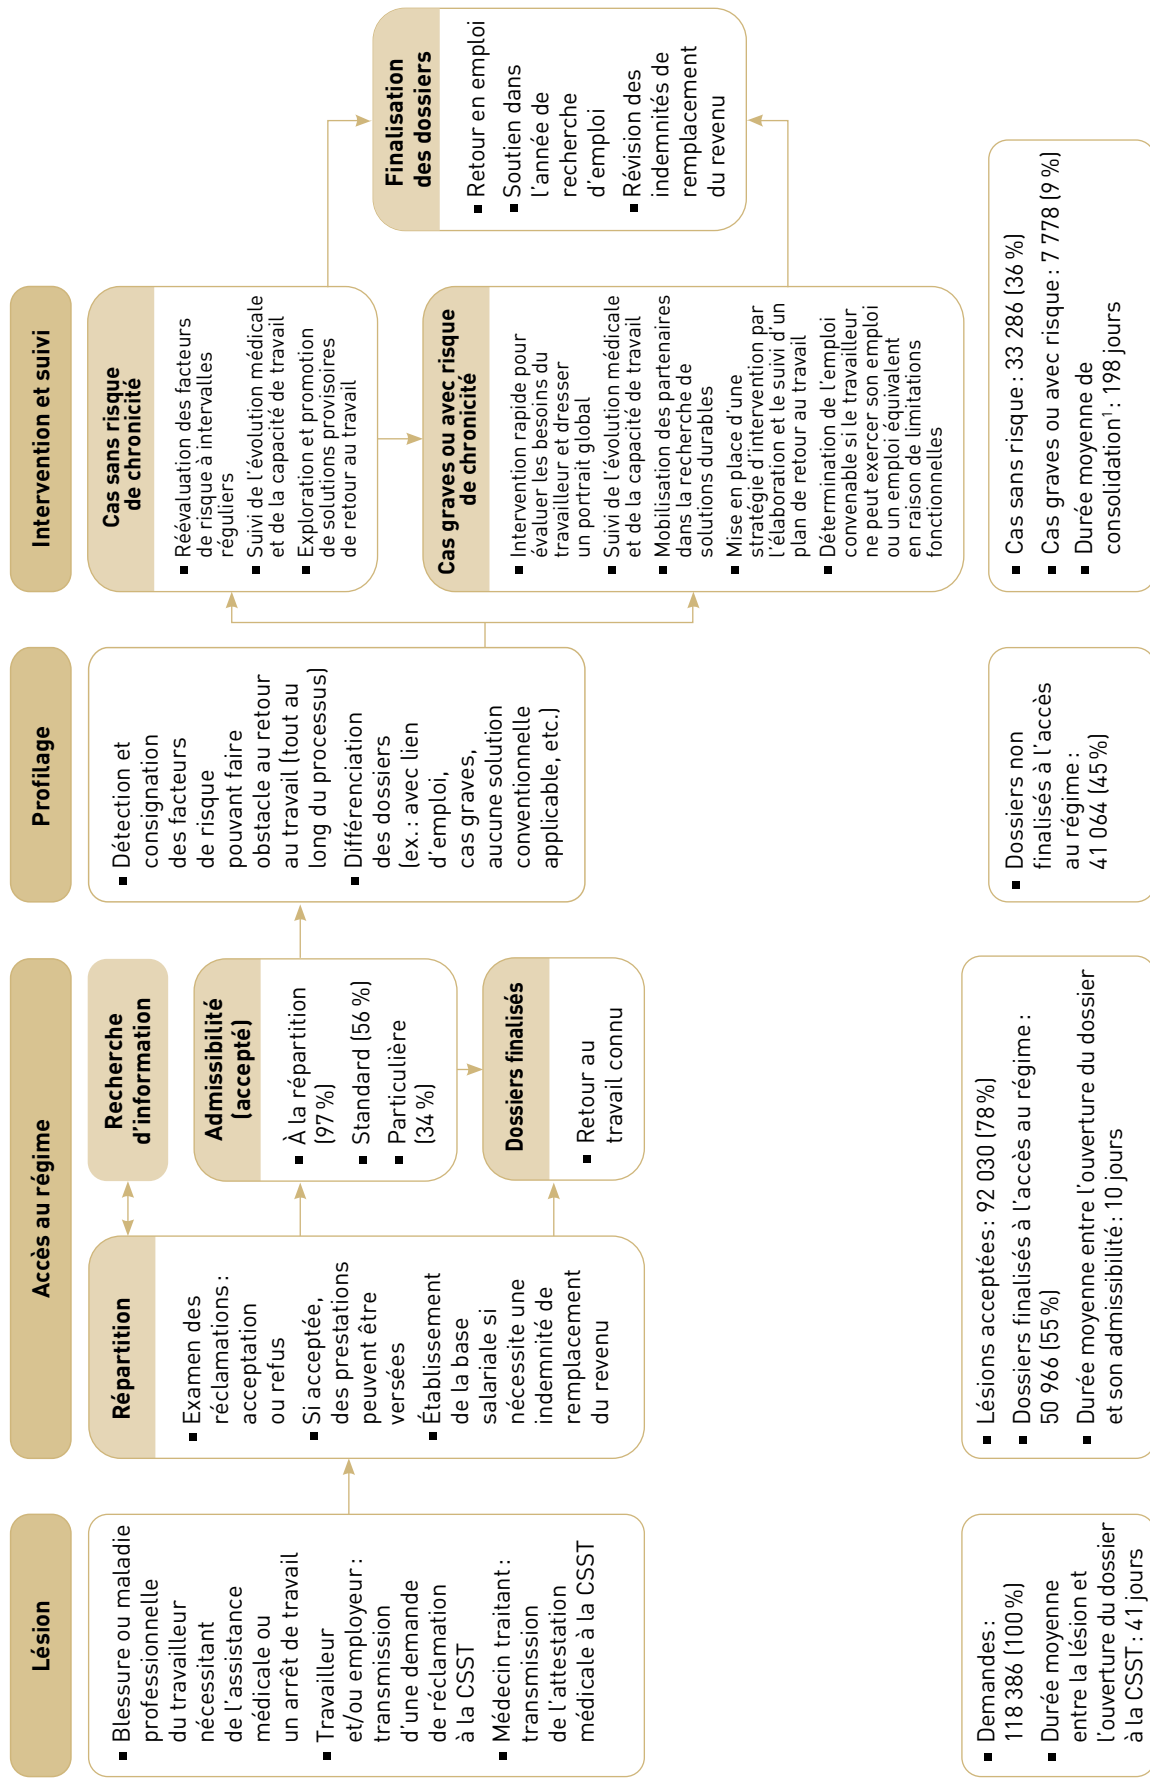 Lésion
■ Blessure ou maladie
professionnelle
du travailleur
nécessitant
de l'assistance
médicale ou
un arrêt de travail
■ Travailleur
et/ou employeur :
transmission
d'une demande
de réclamation
à la CSST
■ Médecin traitant :
transmission
de l'attestation
médicale à la CSST
■ Demandes :
118 386 (100 %)
■ Durée moyenne
entre la lésion et
l'ouverture du dossier
à la CSST : 41 jours
Accès au régime
Répartition
■ Examen des
réclamations :
acceptation
ou refus
■ Si acceptée,
des prestations
peuvent être
versées
■ Établissement
de la base
salariale si
nécessite une
indemnité de
remplacement
du revenu
Recherche
d'information
Admissibilité
(accepté)
■ À la répartition
(97 %)
■ Standard (56 %)
■ Particulière
(34 %)
Dossiers finalisés
■ Retour au
travail connu
■ Lésions acceptées : 92 030 (78 %)
■ Dossiers finalisés à l'accès au régime :
50 966 (55 %)
■ Durée moyenne entre l'ouverture du dossier
et son admissibilité : 10 jours
Profilage
■ Détection et
consignation
des facteurs
de risque
pouvant faire
obstacle au retour
au travail (tout au
long du processus)
■ Différenciation
des dossiers
(ex. : avec lien
d'emploi,
cas graves,
aucune solution
conventionnelle
applicable, etc.)
■ Dossiers non
finalisés à l'accès
au régime :
41 064 (45%)
Intervention et suivi
Cas sans risque
de chronicité
■ Réévaluation des facteurs
de risque à intervalles
réguliers
■ Suivi de l'évolution médicale
et de la capacité de travail
■ Exploration et promotion
de solutions provisoires
de retour au travail
Cas graves ou avec risque
de chronicité
■ Intervention rapide pour
évaluer les besoins du
travailleur et dresser
un portrait global
■ Suivi de l'évolution médicale
et de la capacité de travail
■ Mobilisation des partenaires
dans la recherche de
solutions durables
■ Mise en place d'une
stratégie d'intervention par
l'élaboration et le suivi d'un
plan de retour au travail
■ Détermination de l'emploi
convenable si le travailleur
ne peut exercer son emploi
ou un emploi équivalent
en raison de limitations
fonctionnelles
■ Cas sans risque : 33 286 (36 %)
■ Cas graves ou avec risque : 7 778 (9 %)
■ Durée moyenne de
consolidation¹ : 198 jours
Finalisation
des dossiers
■ Retour en emploi
■ Soutien dans
l'année de
recherche
d'emploi
■ Révision des
indemnités de
remplacement
du revenu